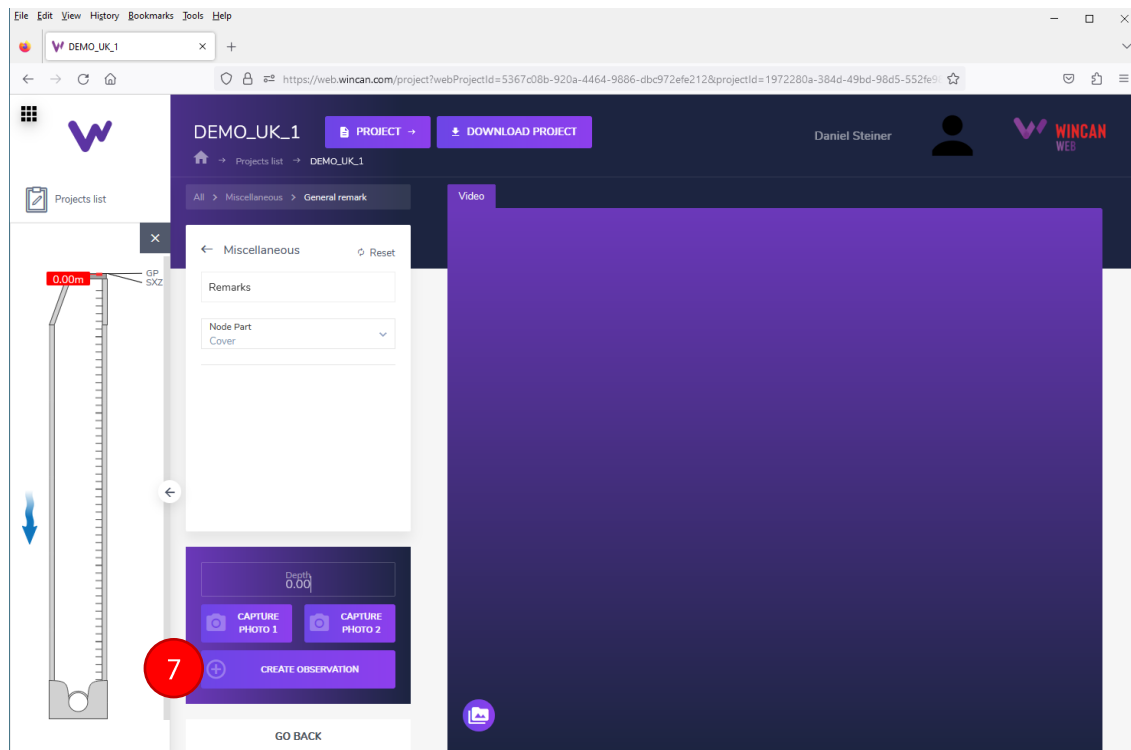 File Edit View History Bookmarks Tools Help
DEMO_UK_1
https://web.wincan.com/project?webProjectId=5367c08b-920a-4464-9886-dbc972efe212&projectId=1972280a-384d-49bd-98d5-552fe9
DEMO_UK_1
PROJECT →
DOWNLOAD PROJECT
Daniel Steiner
WINCAN
WEB
→ Projects list → DEMO_UK_1
Projects list
All > Miscellaneous > General remark
Video
← Miscellaneous
Reset
Remarks
Node Part
Cover
0.00m
GP
SXZ
Depth
0.00
CAPTURE
PHOTO 1
CAPTURE
PHOTO 2
7
CREATE OBSERVATION
GO BACK